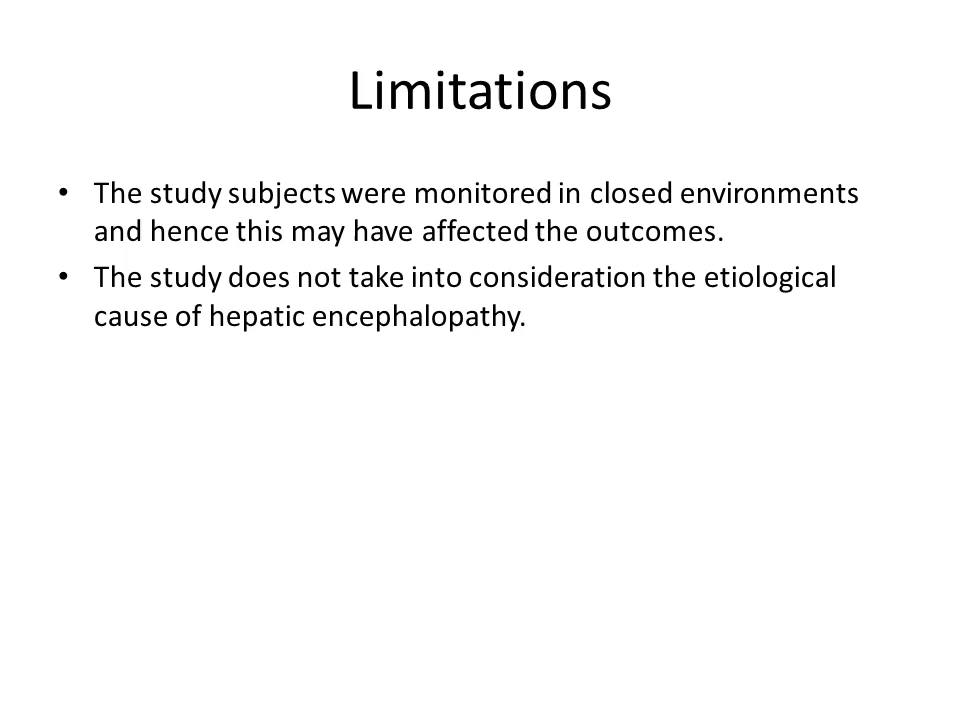 Limitations
• The study subjects were monitored in closed environments
and hence this may have affected the outcomes.
• The study does not take into consideration the etiological
cause of hepatic encephalopathy.